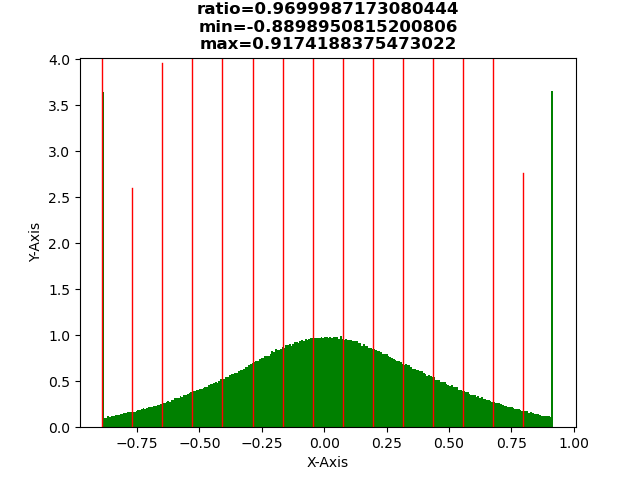 ratio=0.9699987173080444
min=-0.8898950815200806
max=0.9174188375473022
4.0
3.5
3.0
2.5
2.0
1.5
1.0
0.5
0.0
Y-Axis
−0.75 −0.50 −0.25 0.00 0.25 0.50 0.75 1.00
X-Axis